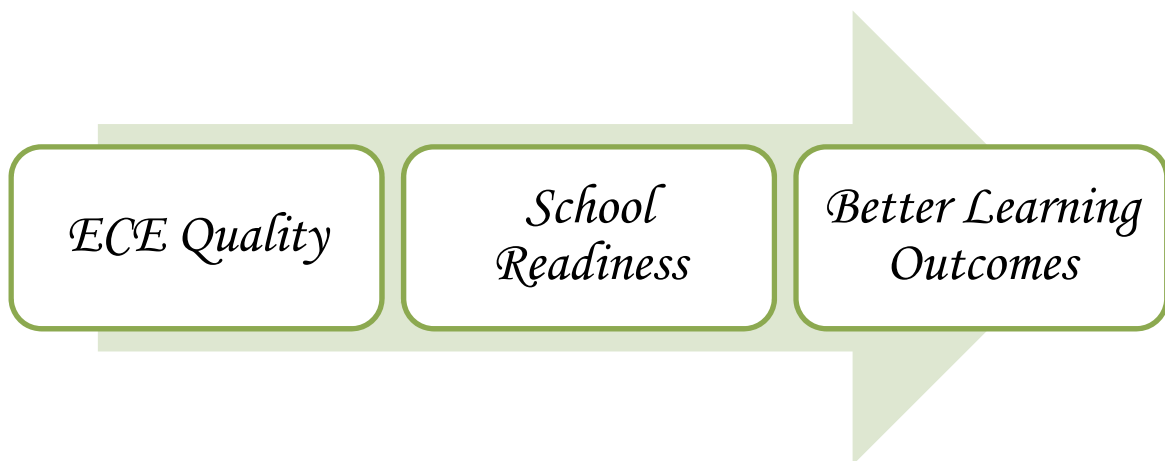 ECE Quality
School
Readiness
Better Learning
Outcomes